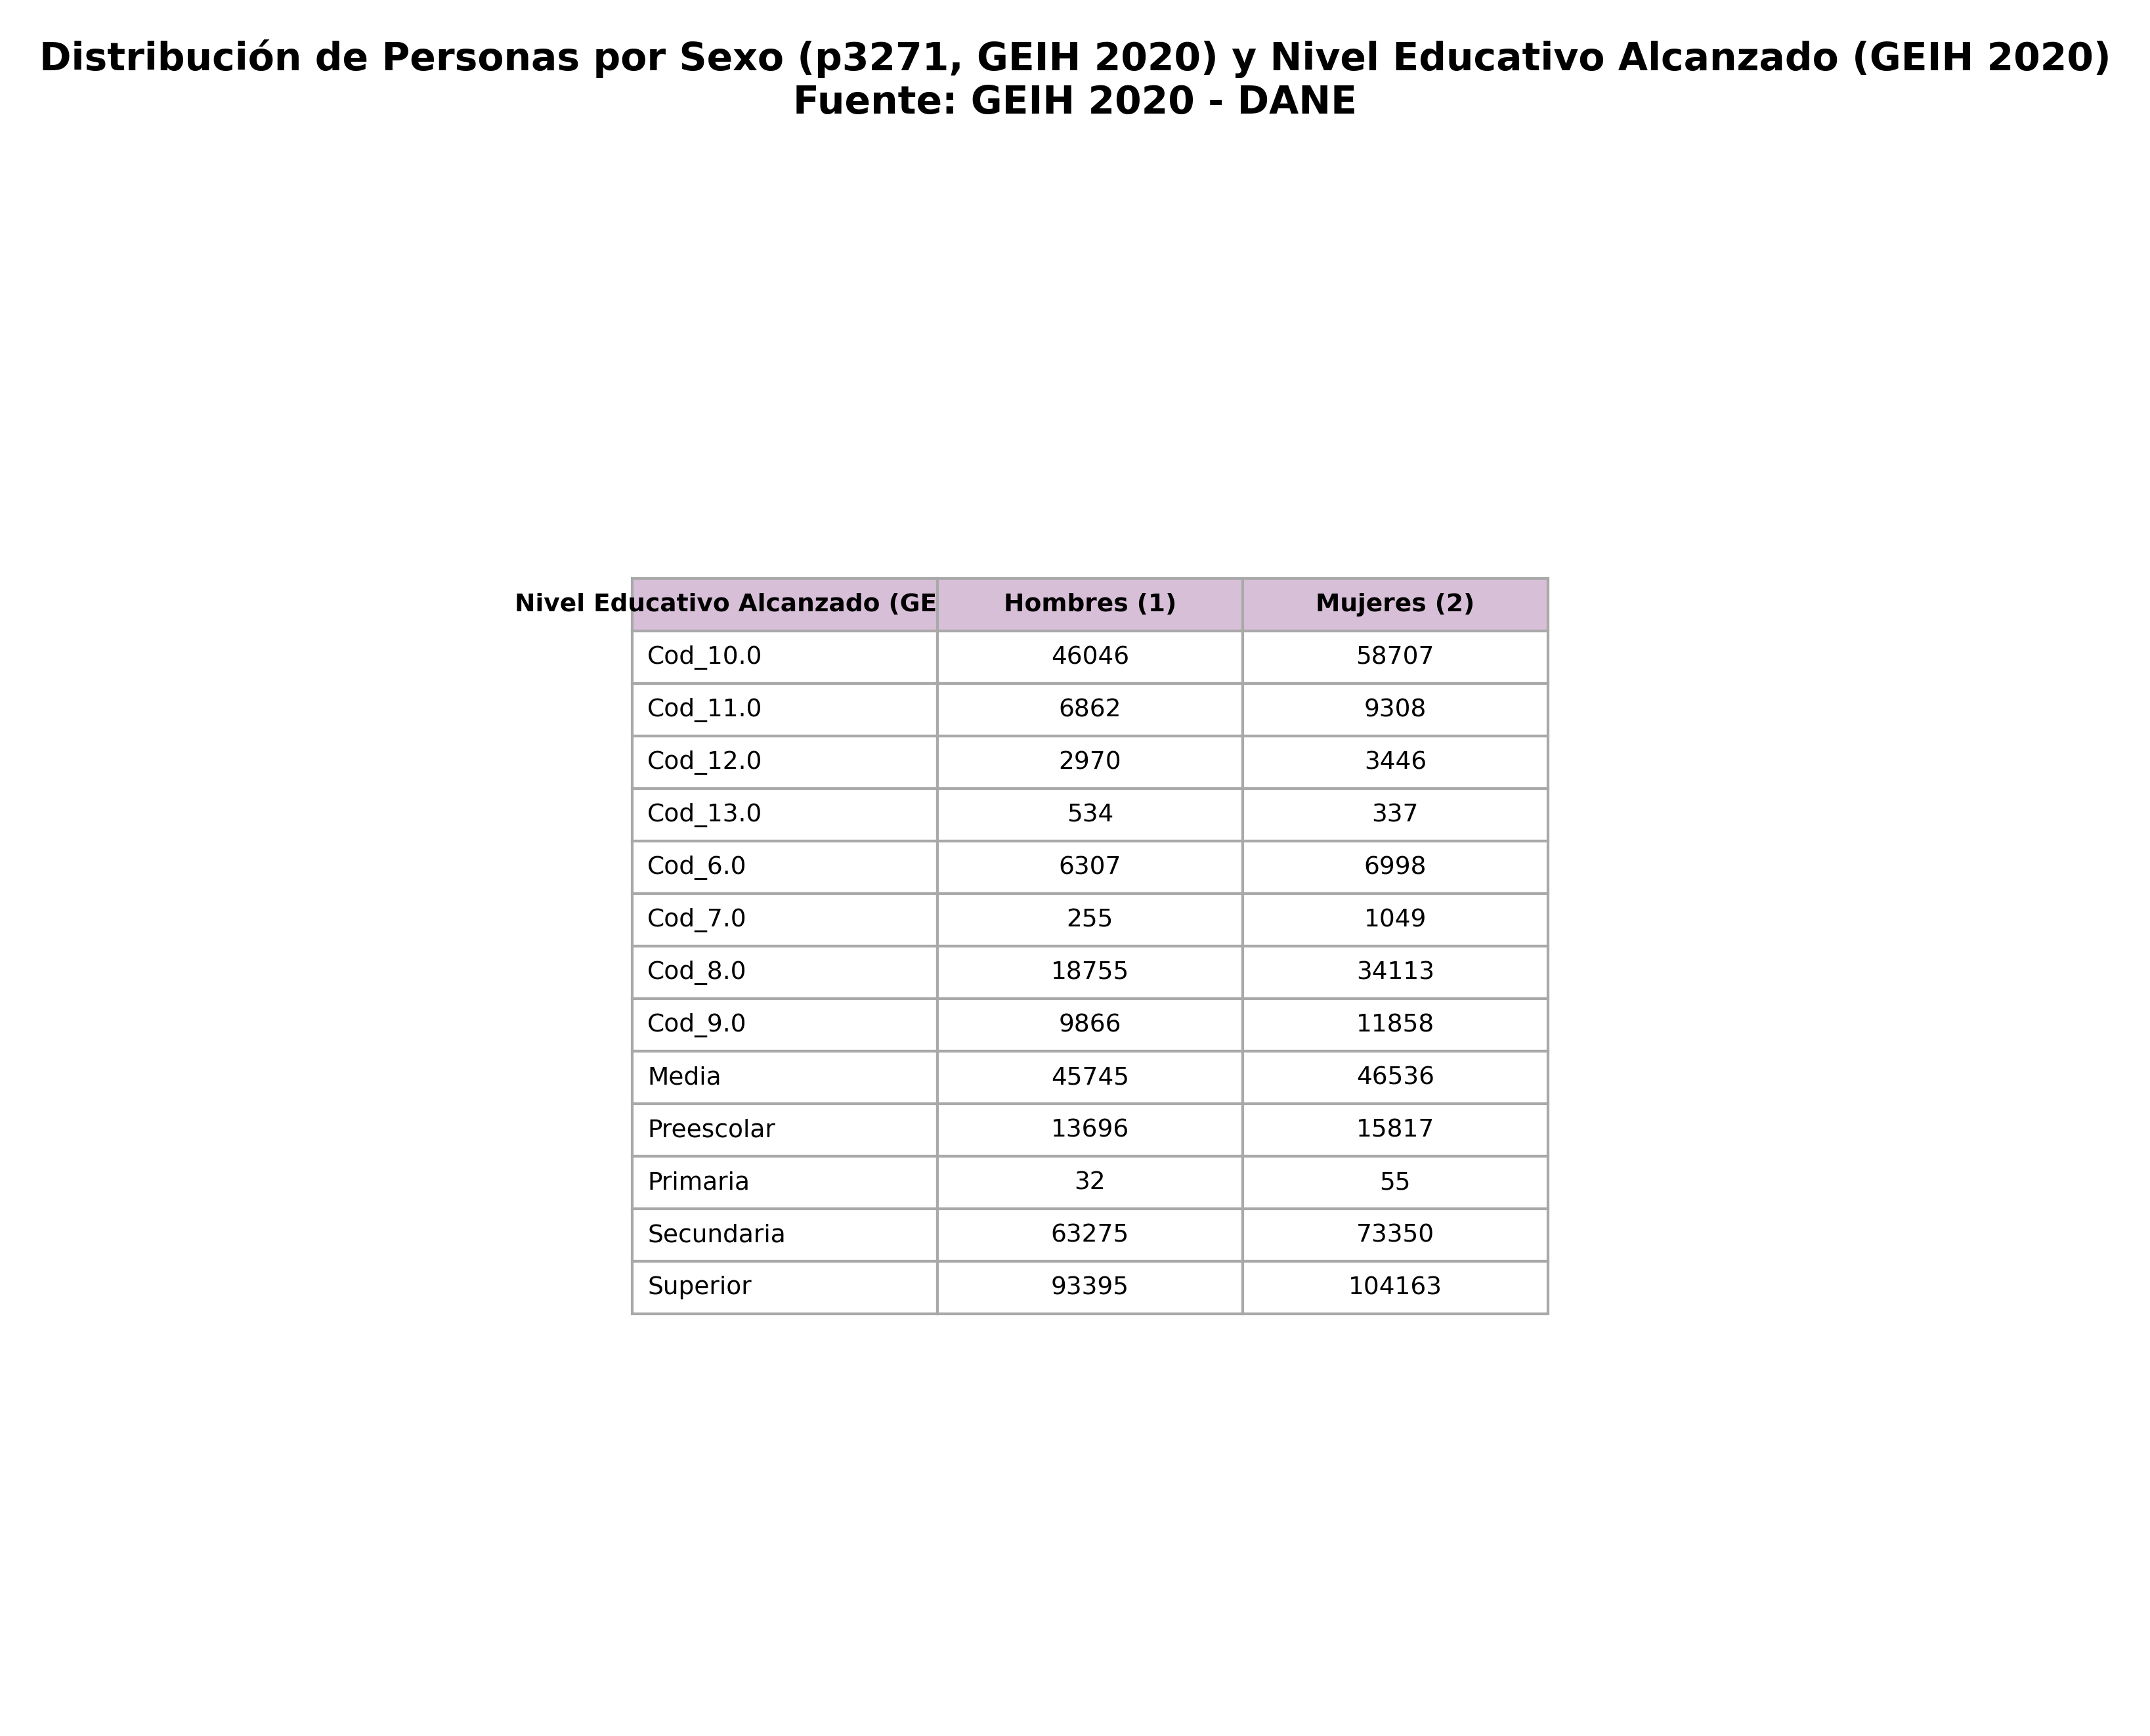 Distribución de Personas por Sexo (p3271, GEIH 2020) y Nivel Educativo Alcanzado (GEIH 2020)
Fuente: GEIH 2020 - DANE
Nivel Educativo Alcanzado (GE Hombres (1) Mujeres (2)
Cod_10.0 46046 58707
Cod_11.0 6862 9308
Cod_12.0 2970 3446
Cod_13.0 534 337
Cod_6.0 6307 6998
Cod_7.0 255 1049
Cod_8.0 18755 34113
Cod_9.0 9866 11858
Media 45745 46536
Preescolar 13696 15817
Primaria 32 55
Secundaria 63275 73350
Superior 93395 104163